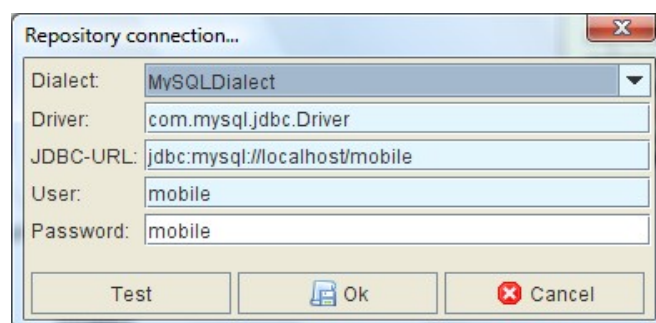 Repository connection...
Dialect: MySQLDialect
Driver: com.mysql.jdbc.Driver
JDBC-URL: jdbc:mysql://localhost/mobile
User: mobile
Password: mobile
Test Ok Cancel